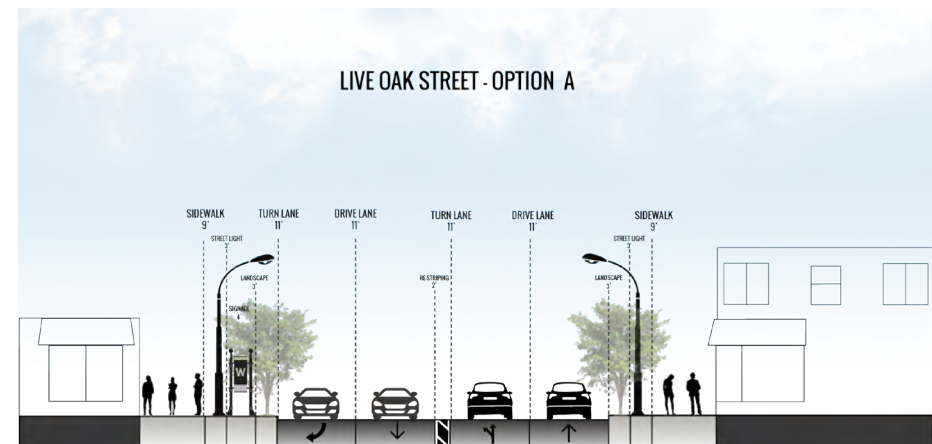 LIVE OAK STREET - OPTION A
SIDEWALK
9'
TURN LANE
11'
DRIVE LANE
11'
TURN LANE
11'
DRIVE LANE
11'
SIDEWALK
9'
STREET LIGHT
3'
STREET LIGHT
3'
LANDSCAPE
3'
RE-STRIPING
2'
LANDSCAPE
3'
SIGNAGE
4'
W